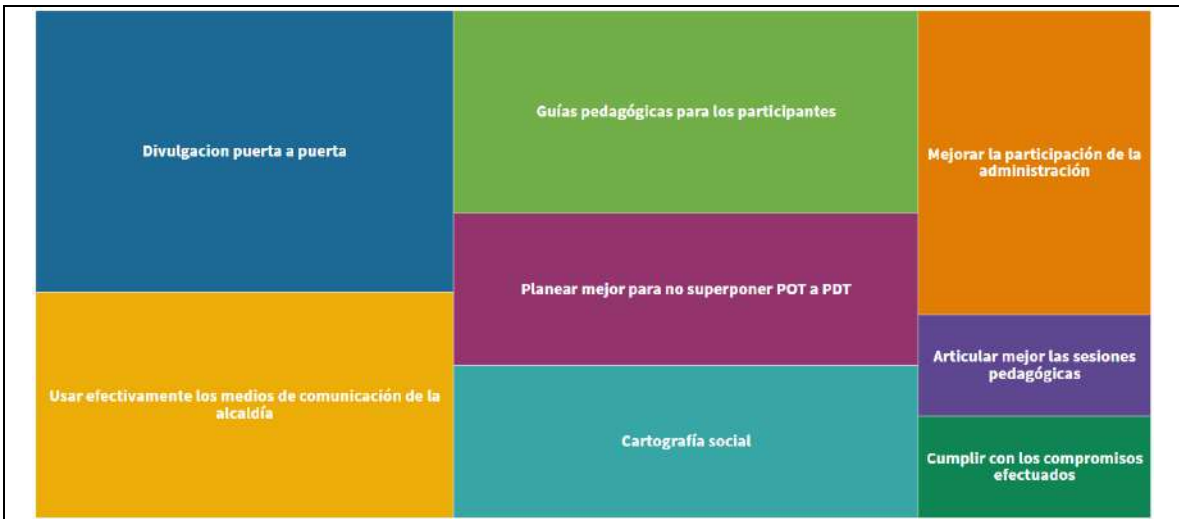 Divulgacion puerta a puerta
Usar efectivamente los medios de comunicación de la
alcaldía
Guías pedagógicas para los participantes
Planear mejor para no superponer POT a PDT
Cartografía social
Mejorar la participación de la
administración
Articular mejor las sesiones
pedagógicas
Cumplir con los compromisos
efectuados